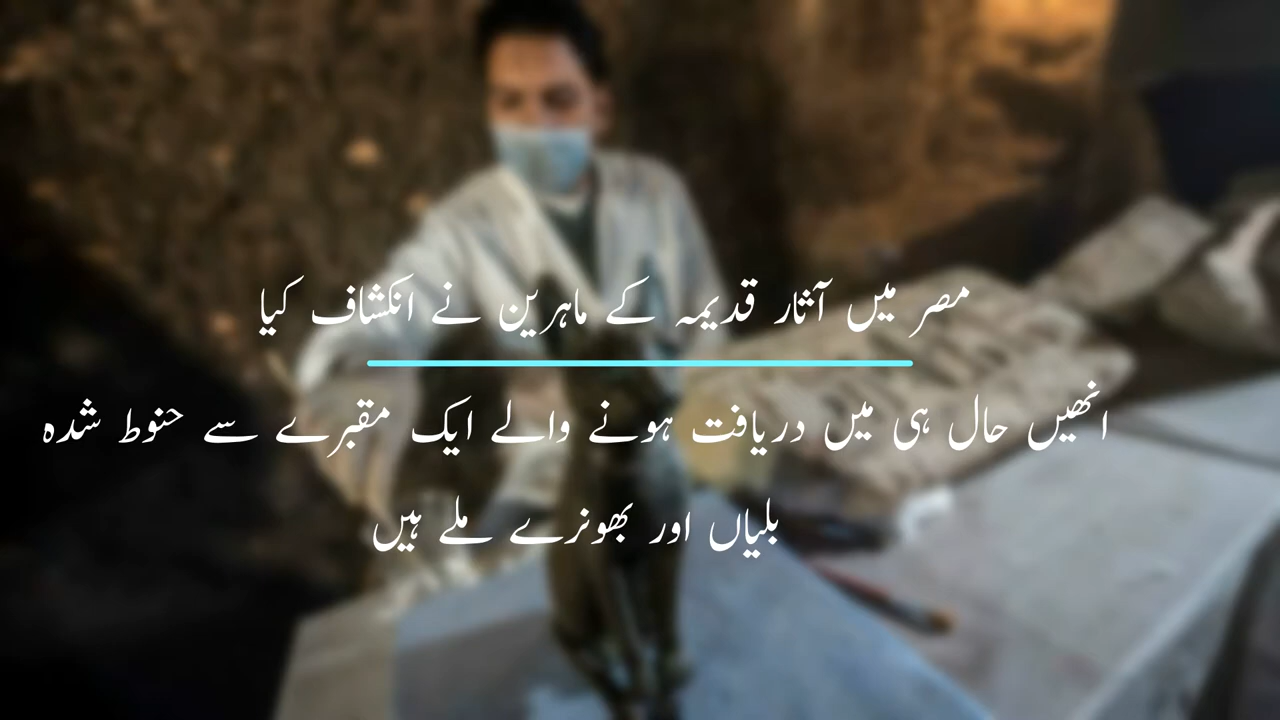 مصر میں آثار قدیمہ کے ماہرین نے انکشاف کیا
انھیں حال ہی میں دریافت ہونے والے ایک مقبرے سے حنوط شدہ
بلیاں اور بھونرے ملے ہیں